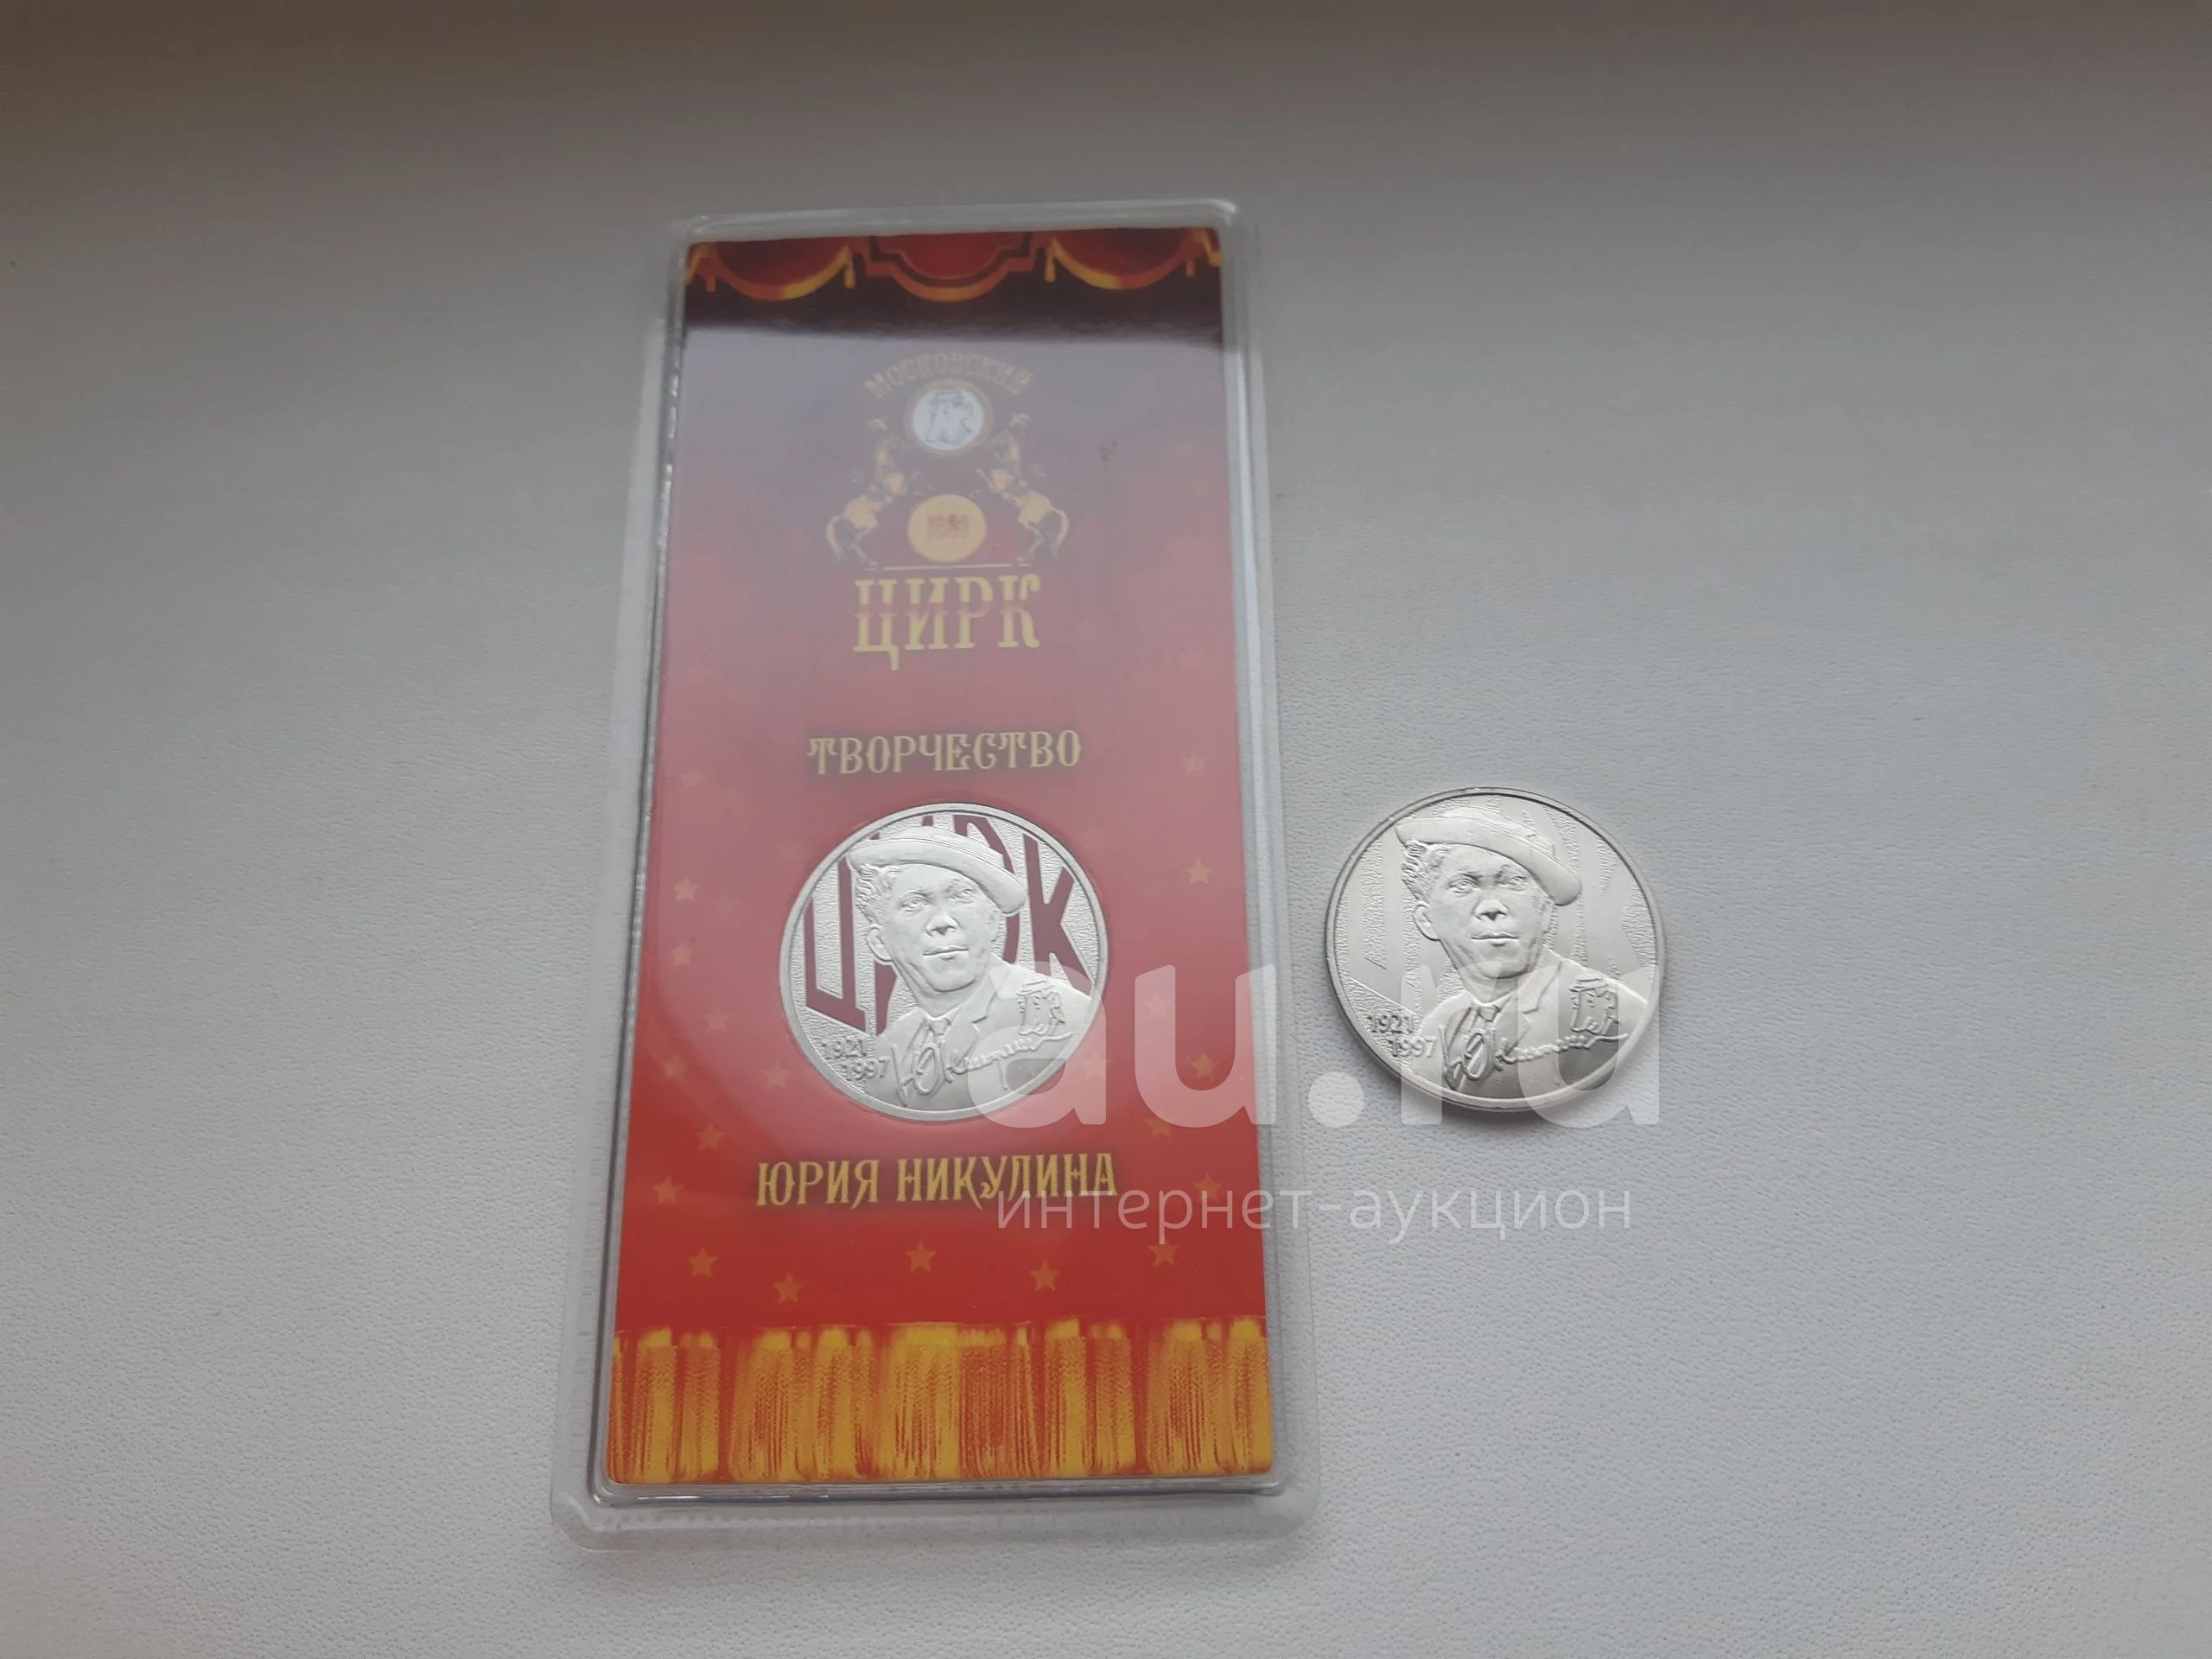 МОСКОВСКИЙ
ЦИРК
ТВОРЧЕСТВО
ЦИРК
1921
1997
ЮРИЯ НИКУЛИНА
1921
1997
au.ru
интернет-аукцион